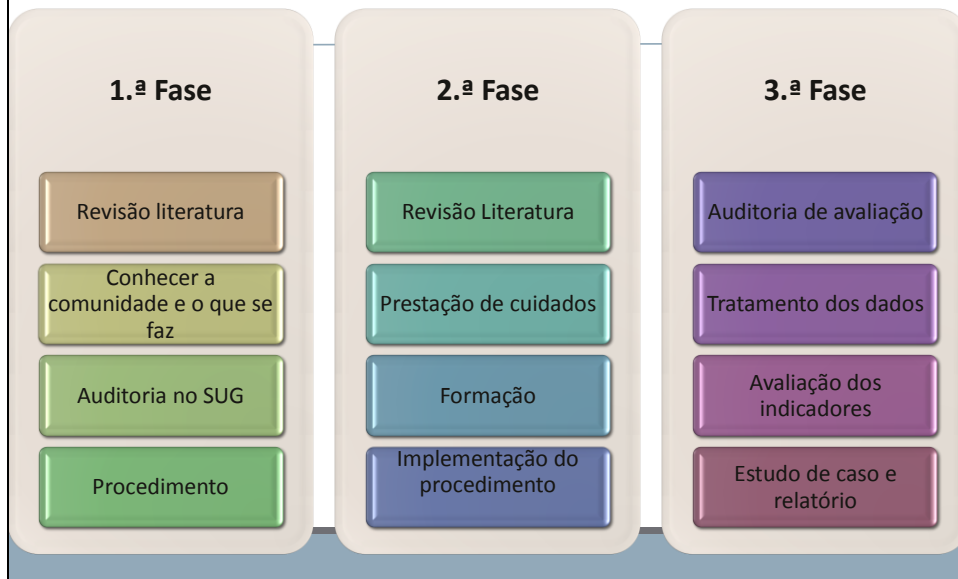 1.ª Fase
Revisão literatura
Conhecer a
comunidade e o que se
faz
Auditoria no SUG
Procedimento
2.ª Fase
Revisão Literatura
Prestação de cuidados
Formação
Implementação do
procedimento
3.ª Fase
Auditoria de avaliação
Tratamento dos dados
Avaliação dos
indicadores
Estudo de caso e
relatório